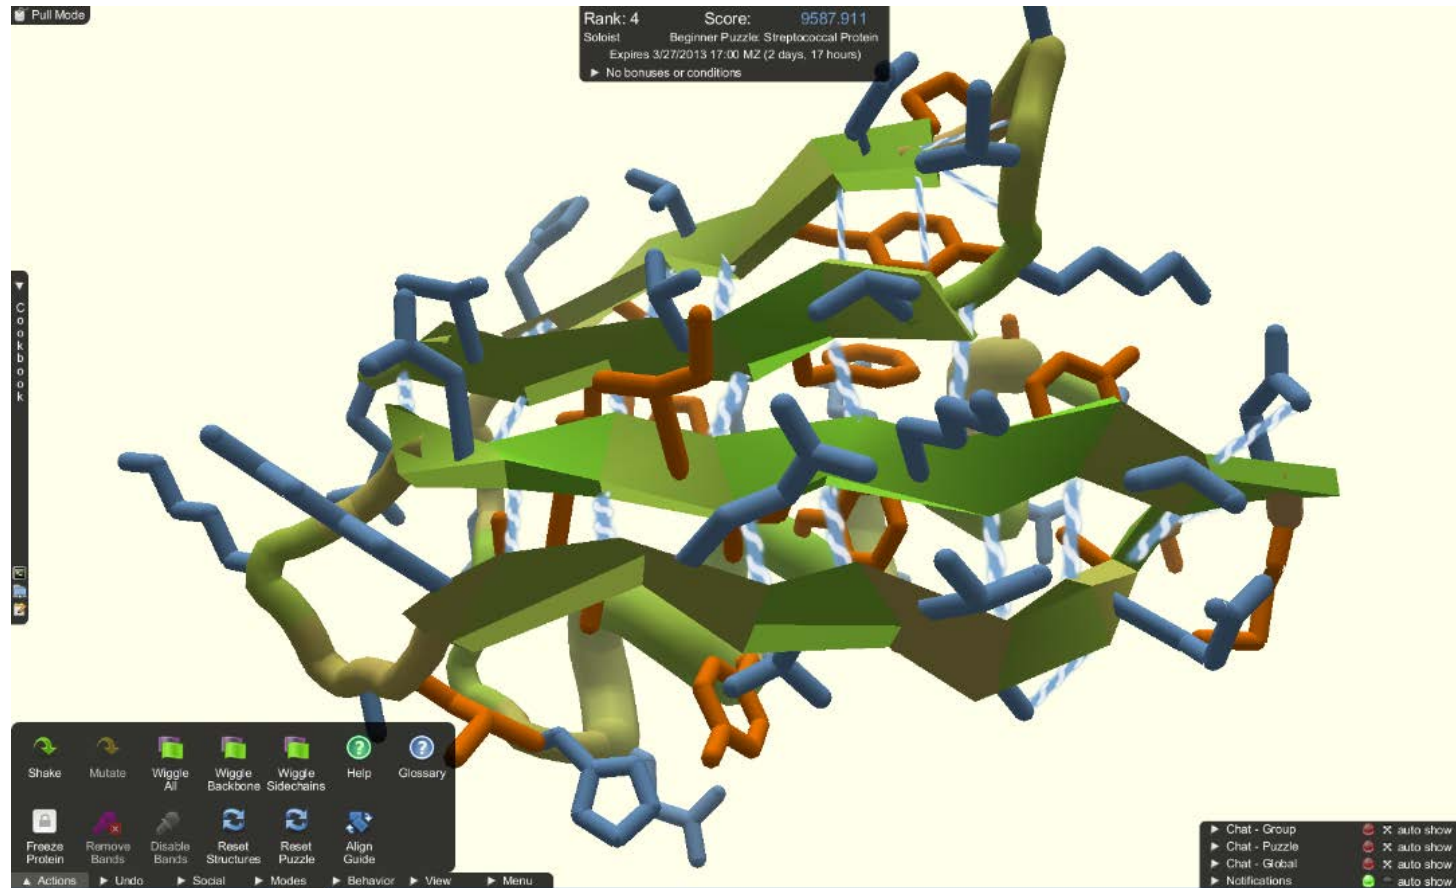 Pull Mode
Rank: 4 Score: 9587.911
Soloist Beginner Puzzle: Streptococcal Protein
Expires 3/27/2013 17:00 MZ (2 days, 17 hours)
▶ No bonuses or conditions
Cookbook
Shake Mutate Wiggle All Wiggle Backbone Wiggle Sidechains Help Glossary
Freeze Protein Remove Bands Disable Bands Reset Structures Reset Puzzle Align Guide
▲ Actions ▶ Undo ▶ Social ▶ Modes ▶ Behavior ▶ View ▶ Menu
▶ Chat - Group auto show
▶ Chat - Puzzle auto show
▶ Chat - Global auto show
▶ Notifications auto show